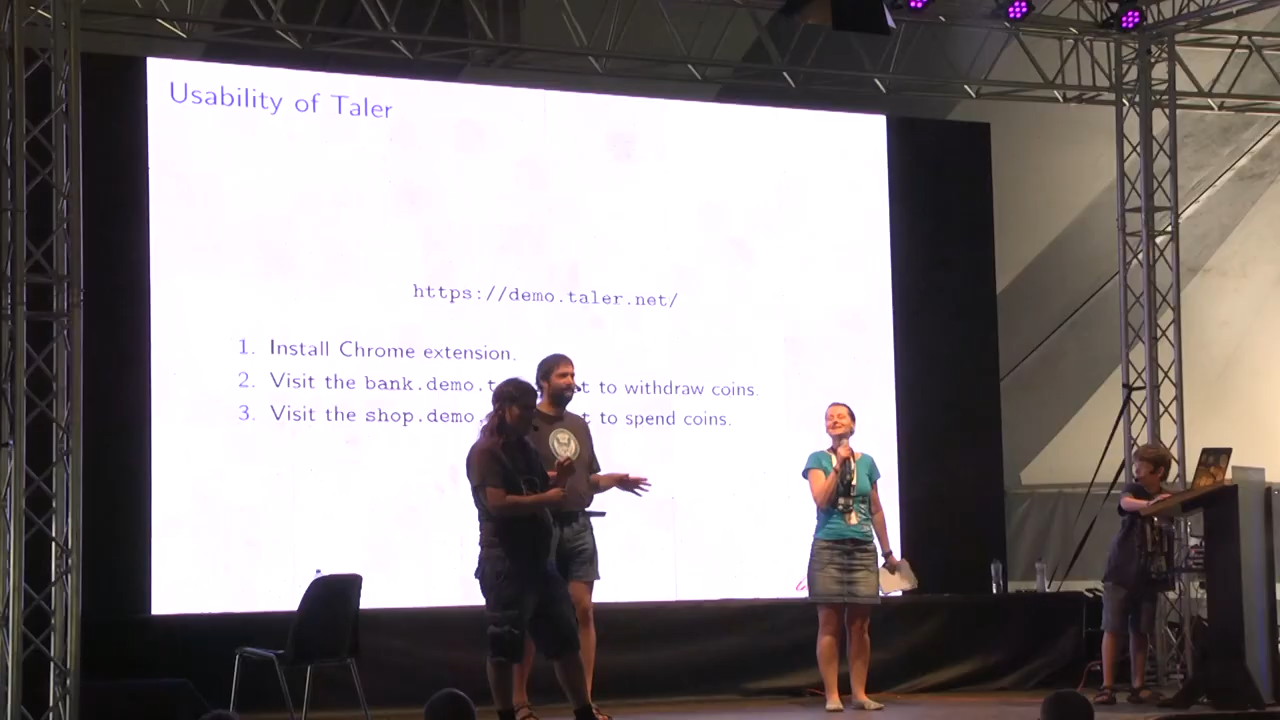 Usability of Taler
https://demo.taler.net/
1. Install Chrome extension.
2. Visit the bank.demo.t to withdraw coins.
3. Visit the shop.demo. to spend coins.